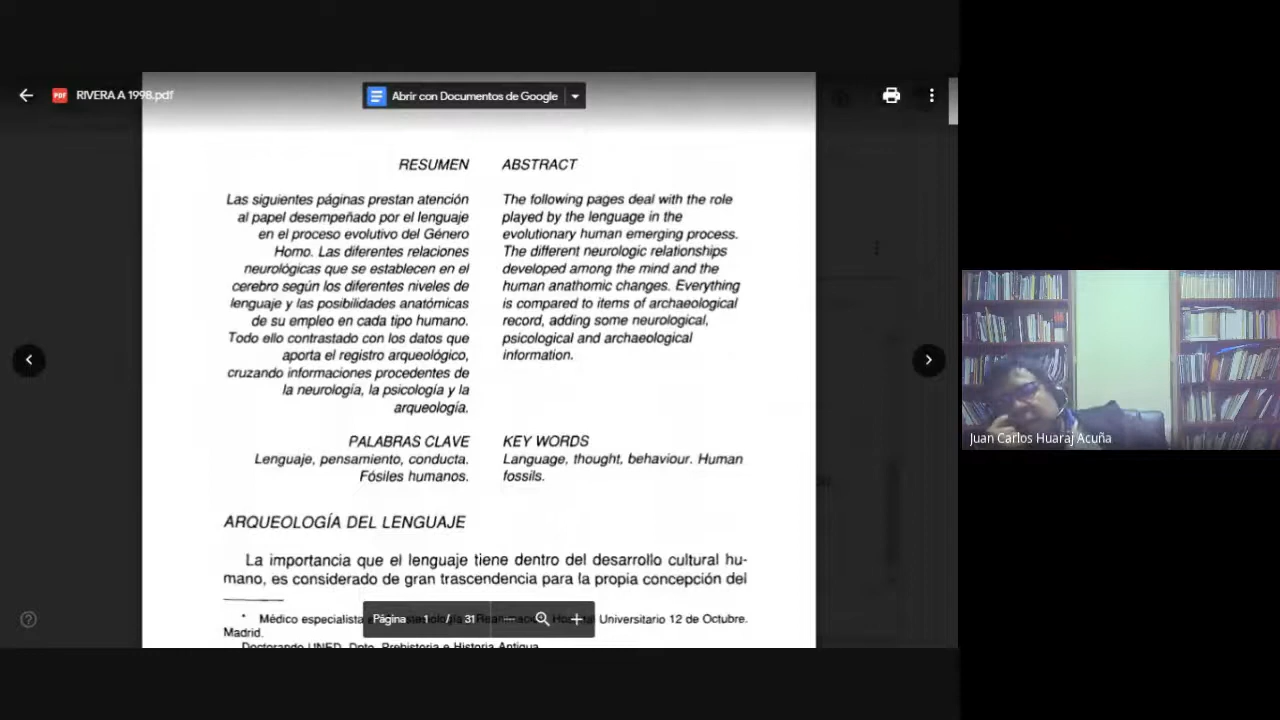 RIVERA A 1998.pdf
Abrir con Documentos de Google
RESUMEN
Las siguientes páginas prestan atención
al papel desempeñado por el lenguaje
en el proceso evolutivo del Género
Homo. Las diferentes relaciones
neurológicas que se establecen en el
cerebro según los diferentes niveles de
lenguaje y las posibilidades anatómicas
de su empleo en cada tipo humano.
Todo ello contrastado con los datos que
aporta el registro arqueológico,
cruzando informaciones procedentes de
la neurología, la psicología y la
arqueología.
PALABRAS CLAVE
Lenguaje, pensamiento, conducta.
Fósiles humanos.
ABSTRACT
The following pages deal with the role
played by the lenguage in the
evolutionary human emerging process.
The different neurologic relationships
developed among the mind and the
human anathomic changes. Everything
is compared to items of archaeological
record, adding some neurological,
psicological and archaeological
information.
KEY WORDS
Language, thought, behaviour. Human
fossils.
ARQUEOLOGÍA DEL LENGUAJE
La importancia que el lenguaje tiene dentro del desarrollo cultural hu-
mano, es considerado de gran trascendencia para la propia concepción del
* Médico especialista Universitario 12 de Octubre.
Madrid.
Doctorando UNED. Dpto. Prehistoria e Historia Antigua.
Página 1 / 31
Juan Carlos Huaraj Acuña